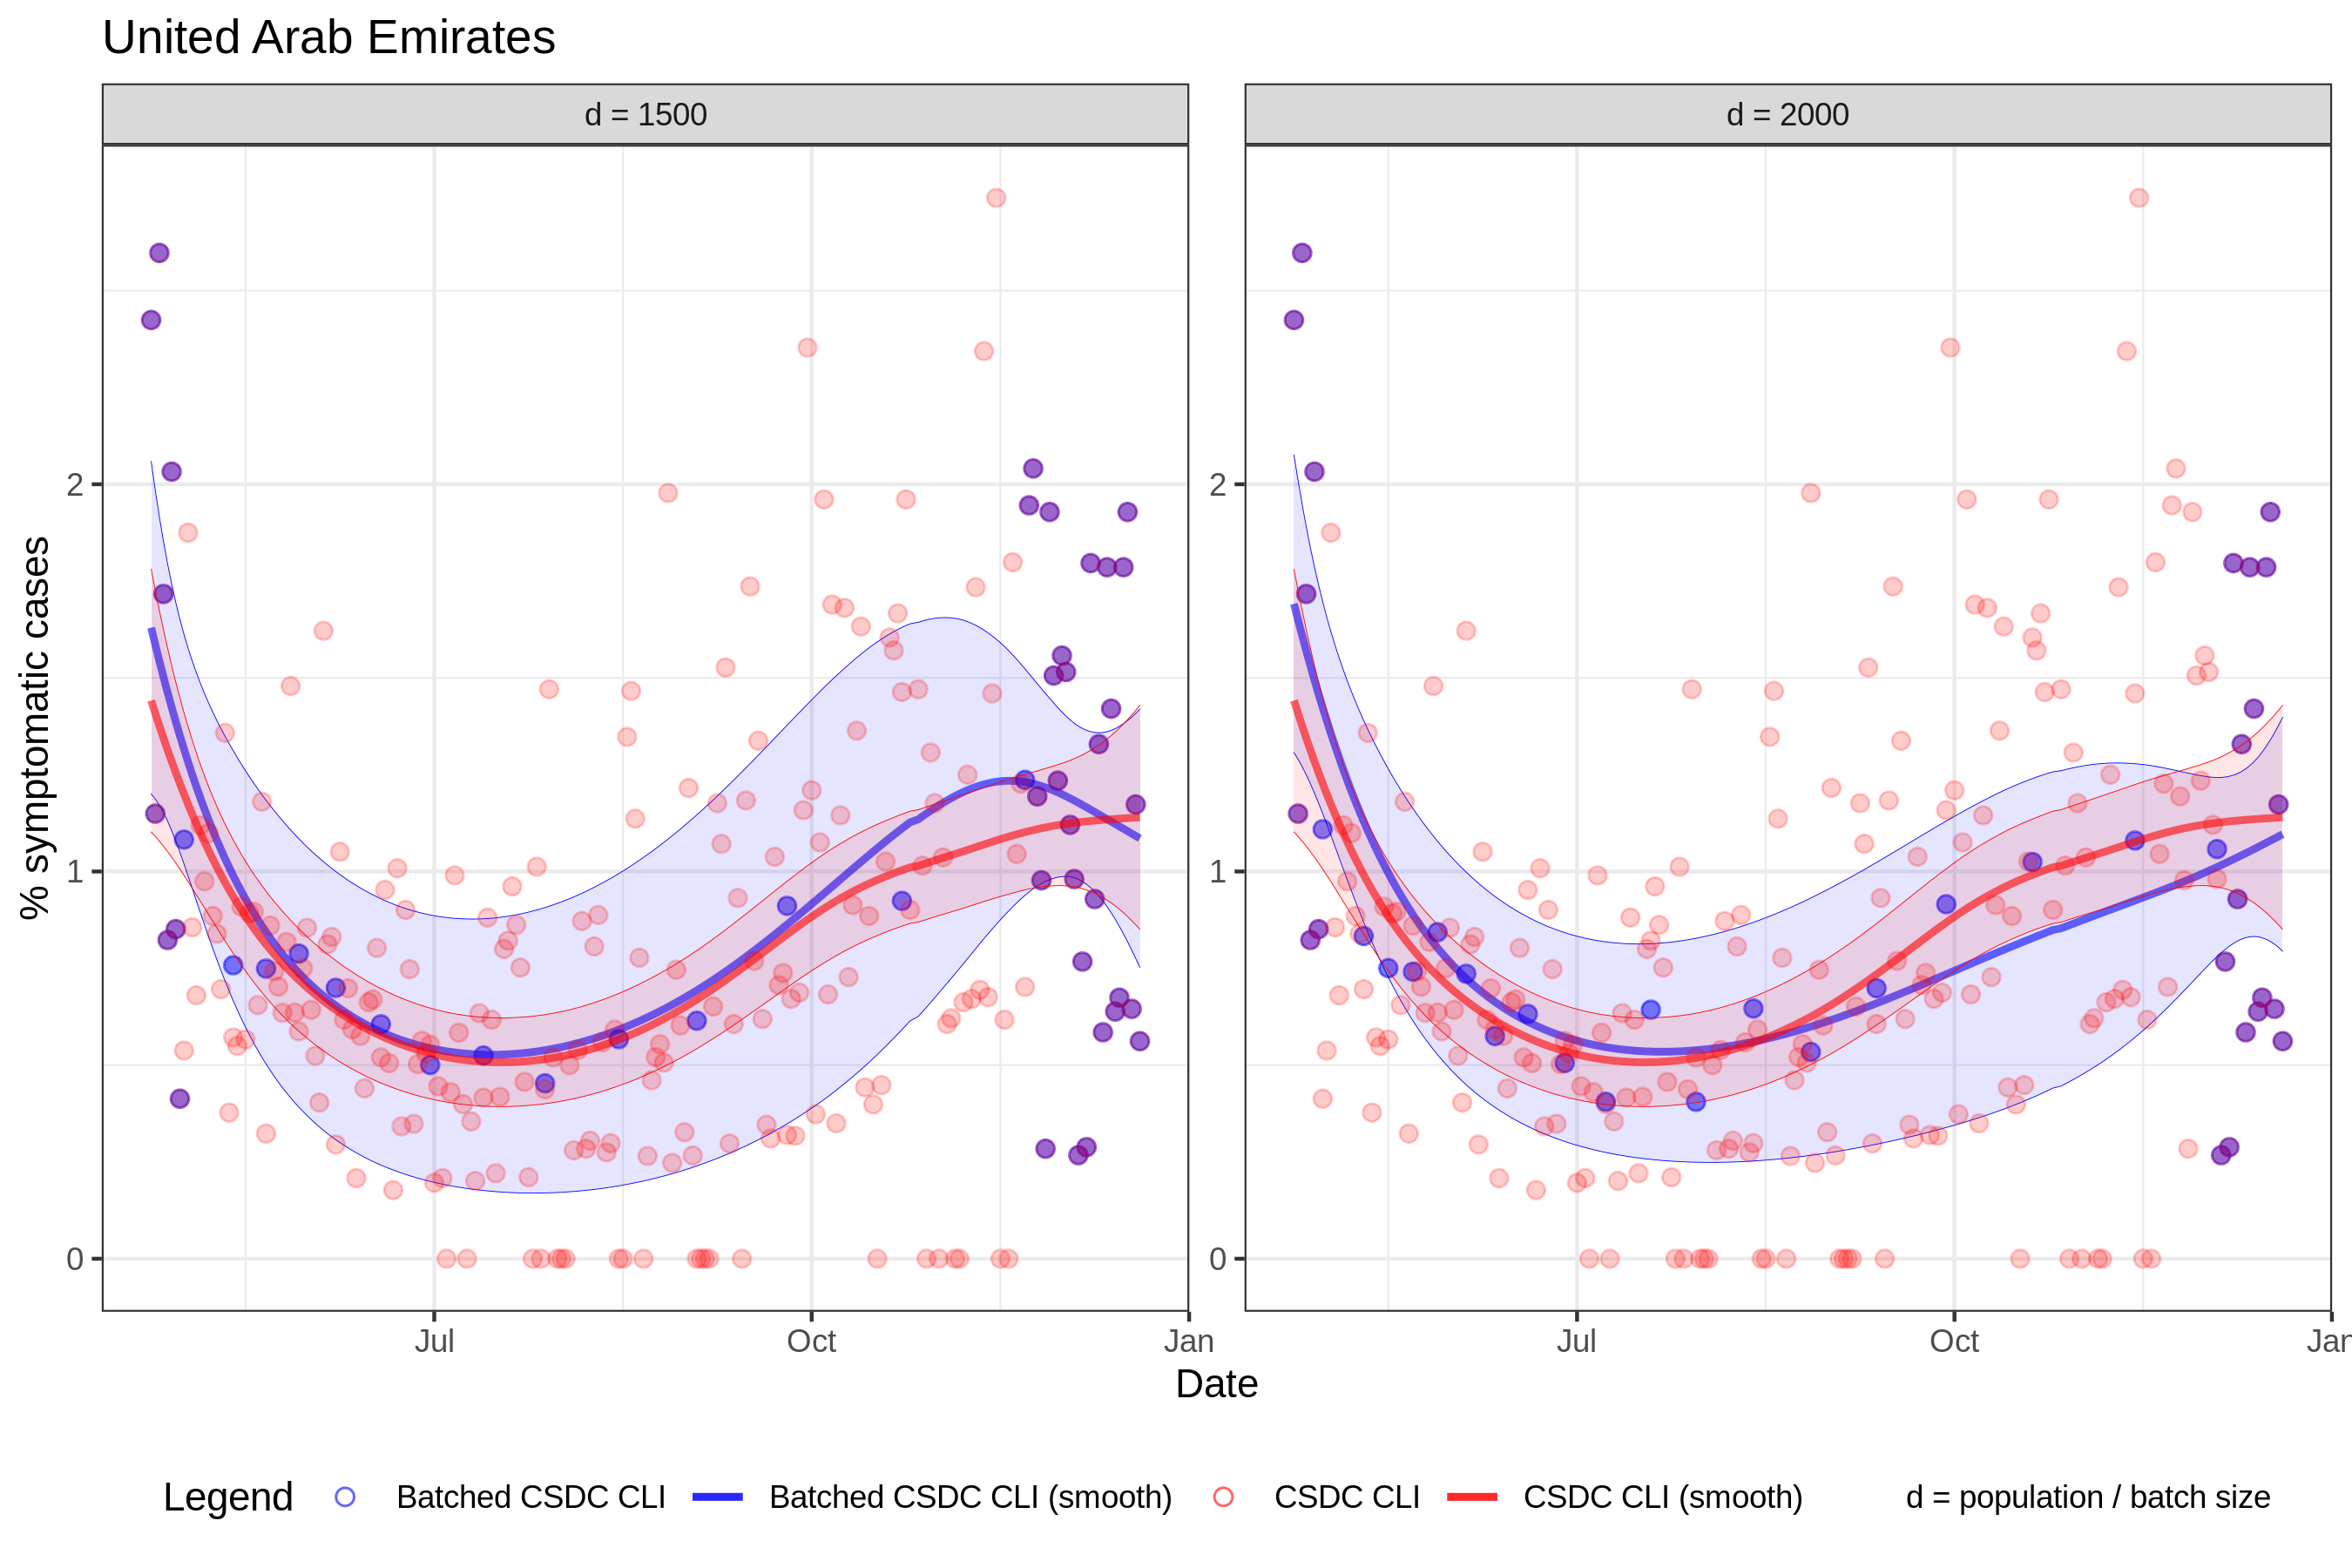 United Arab Emirates
d = 1500
d = 2000
% symptomatic cases
2
1
0
2
1
0
Jul
Oct
Jan
Jul
Oct
Jan
Date
Legend
Batched CSDC CLI
Batched CSDC CLI (smooth)
CSDC CLI
CSDC CLI (smooth)
d = population / batch size